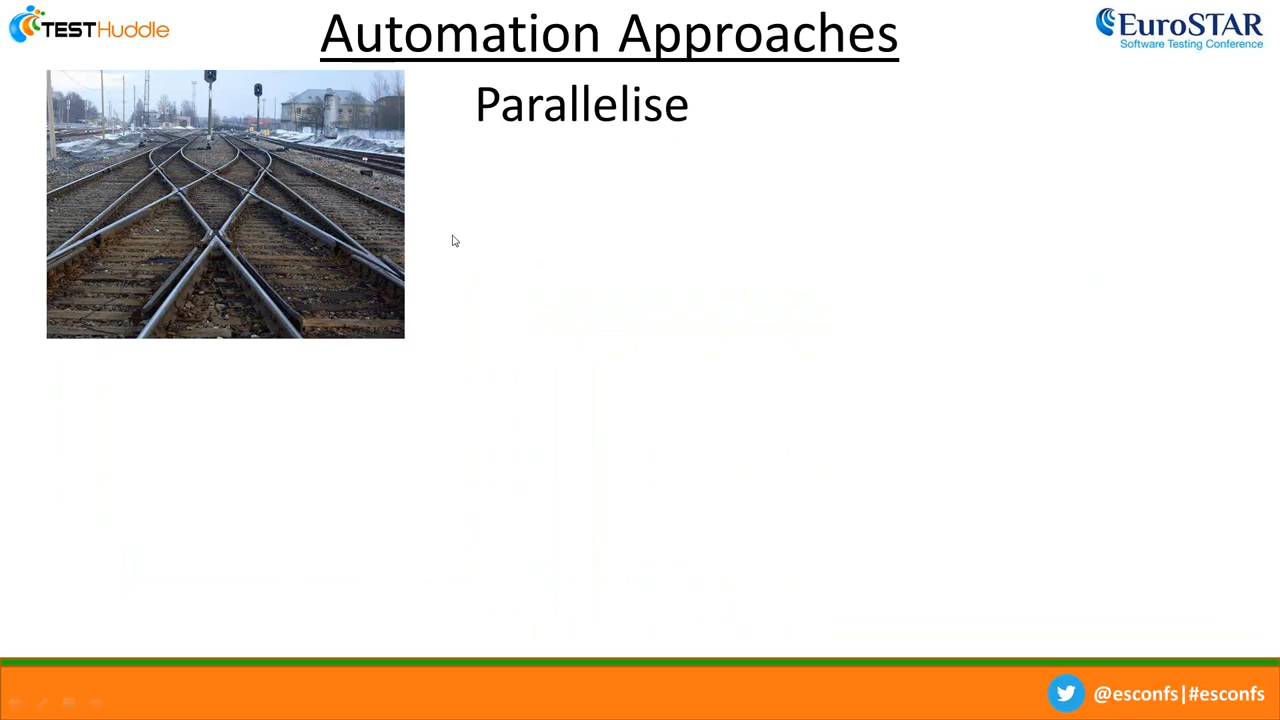 TESTHuddle
Automation Approaches
EuroSTAR
Software Testing Conference
Parallelise
@esconfs|#esconfs